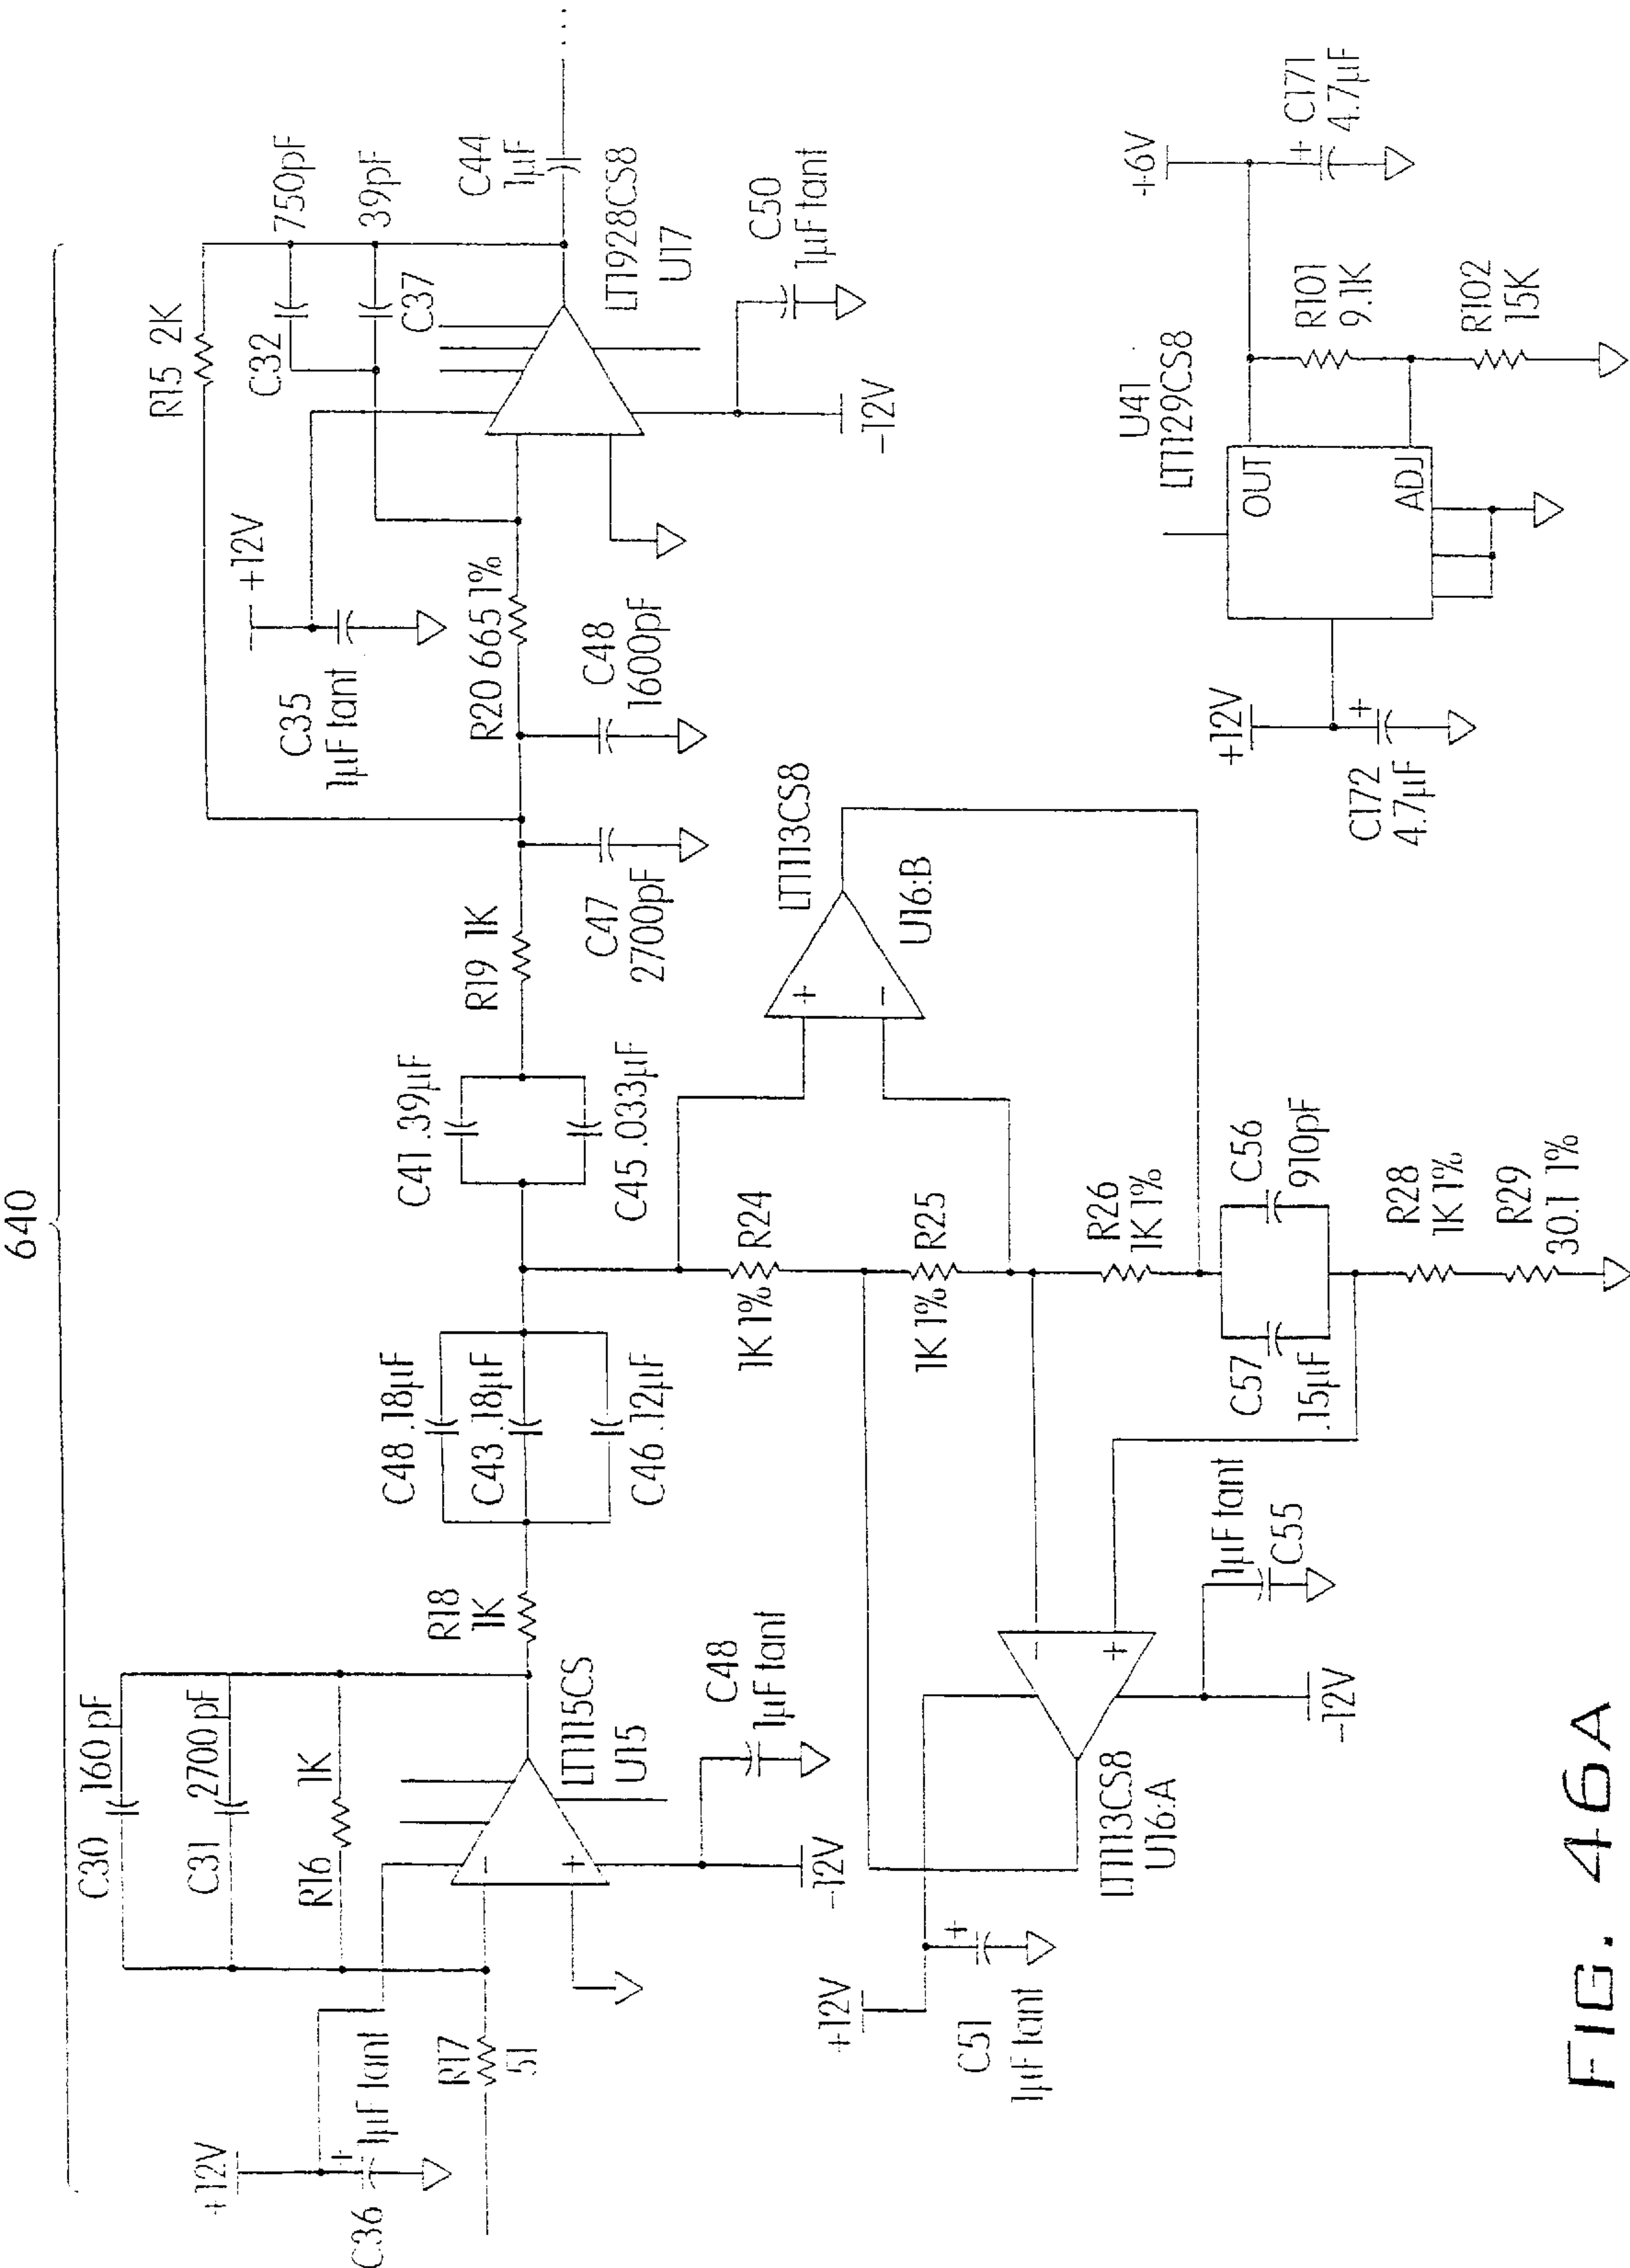 640
C30
160 pF
C31
2700 pF
R16
1K
+12V
C36
1µF tant
R17
51
LT1115CS
U15
-
+
-12V
C48
1µF tant
R18
1K
C48 .18µF
C43 .18µF
C46 .12µF
C41 .39µF
C45 .033µF
R19 1K
C47
2700pF
C48
1600pF
R20 665 1%
R15 2K
+12V
C35
1µF tant
C32
750pF
39pF
C37
C44
1µF
LT1928CS8
U17
-12V
C50
1µF tant
+12V
C51
1µF tant
LT1113CS8
U16:A
-
+
-12V
1µF tant
C55
1K 1%
R24
1K 1%
R25
R26
1K 1%
C57
.15µF
C56
910pF
R28
1K 1%
R29
30.1 1%
LT1113CS8
U16:B
+
-
+12V
C172
4.7µF
+
U41
LT1129CS8
OUT
ADJ
R101
9.1K
R102
15K
+6V
+
C171
4.7µF
FIG. 46A